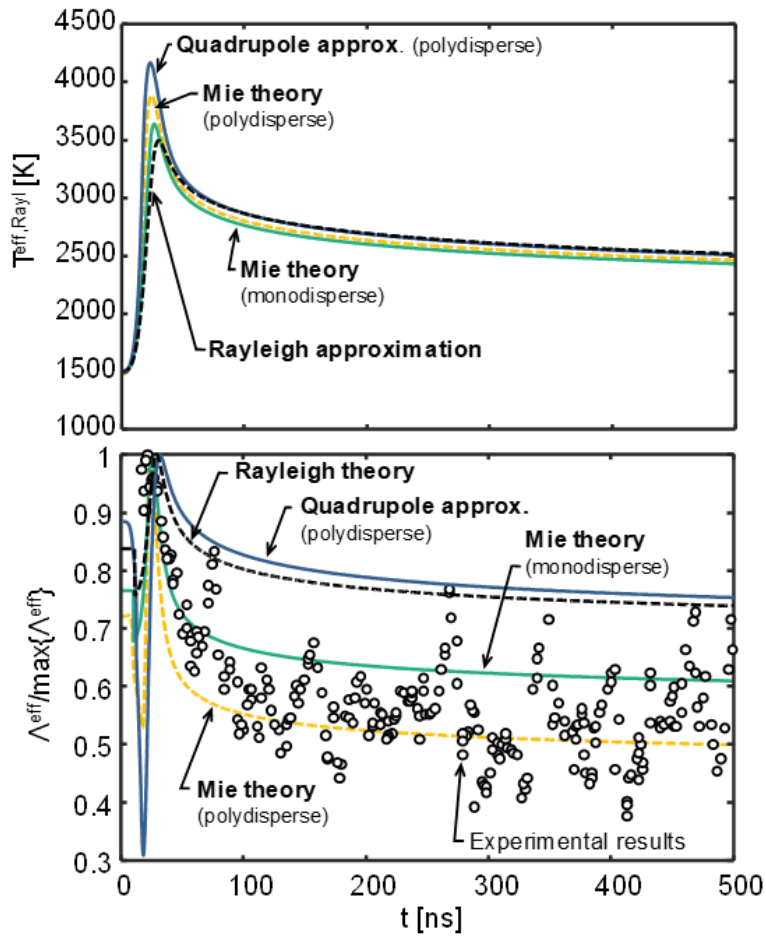 4500
4000
3500
3000
2500
2000
1500
1000
T^eff,Rayl [K]
Quadrupole approx. (polydisperse)
Mie theory
(polydisperse)
Mie theory
(monodisperse)
Rayleigh approximation
1
0.9
0.8
0.7
0.6
0.5
0.4
0.3
Λ^eff/max{Λ^eff}
Rayleigh theory
Quadrupole approx.
(polydisperse)
Mie theory
(monodisperse)
Mie theory
(polydisperse)
Experimental results
0 100 200 300 400 500
t [ns]